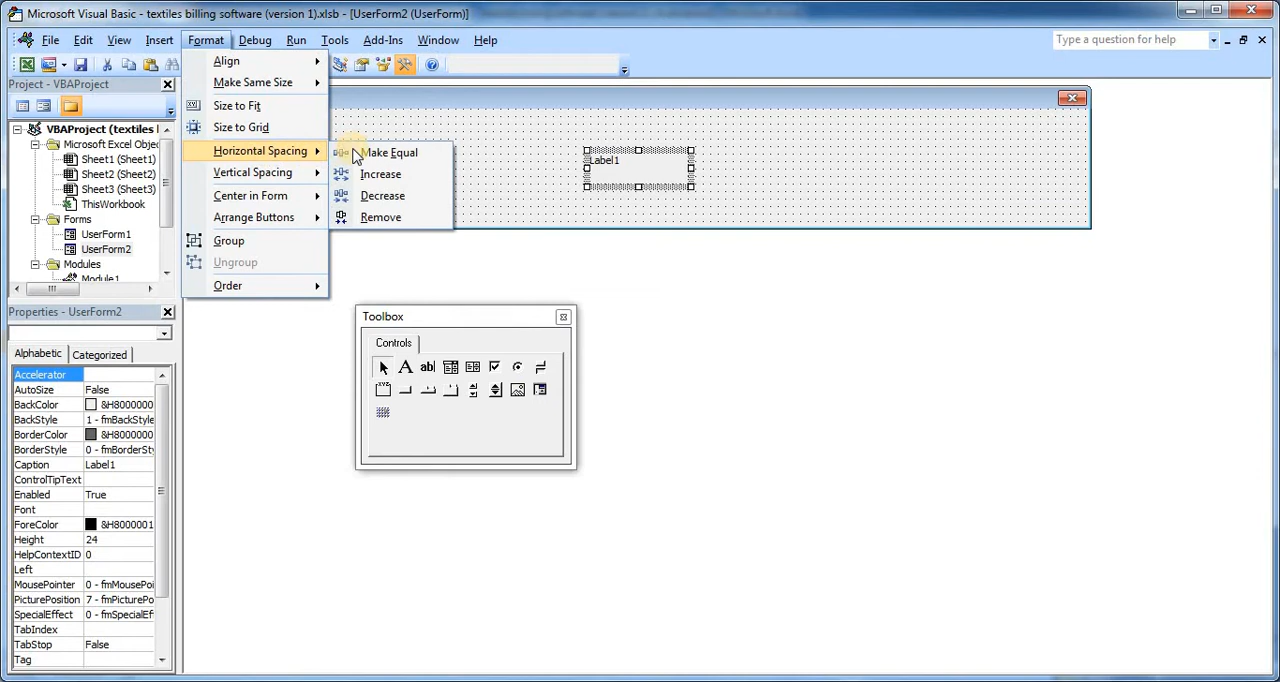 Microsoft Visual Basic - textiles billing software (version 1).xlsb - [UserForm2 (UserForm)]
File Edit View Insert Format Debug Run Tools Add-Ins Window Help
Type a question for help
Project - VBAProject
VBAProject (textiles l
Microsoft Excel Objec
Sheet1 (Sheet1)
Sheet2 (Sheet2)
Sheet3 (Sheet3)
ThisWorkbook
Forms
UserForm1
UserForm2
Modules
Module1
Align
Make Same Size
Size to Fit
Size to Grid
Horizontal Spacing
Vertical Spacing
Center in Form
Arrange Buttons
Group
Ungroup
Order
Make Equal
Increase
Decrease
Remove
Label1
Properties - UserForm2
Alphabetic Categorized
Accelerator
AutoSize False
BackColor &H8000000
BackStyle 1 - fmBackStyle
BorderColor &H8000000
BorderStyle 0 - fmBorderSty
Caption Label1
ControlTipText
Enabled True
Font
ForeColor &H8000001
Height 24
HelpContextID 0
Left
MousePointer 0 - fmMousePoi
PicturePosition 7 - fmPicturePo
SpecialEffect 0 - fmSpecialEf
TabIndex
TabStop False
Tag
Toolbox
Controls
A ab